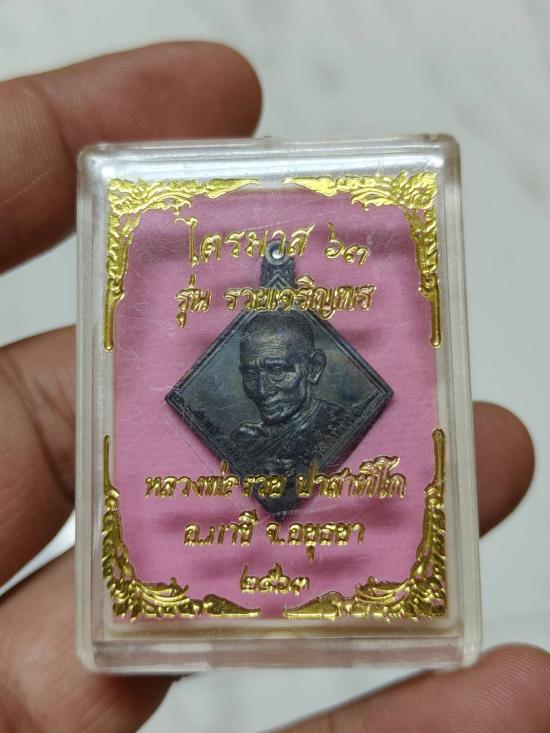 ไตรมาส ๖๓
รุ่น รวยเจริญพร
หลวงพ่อรวย ปาสาทิโก
อ.ภาชี จ.อยุธยา
๒๕๖๓